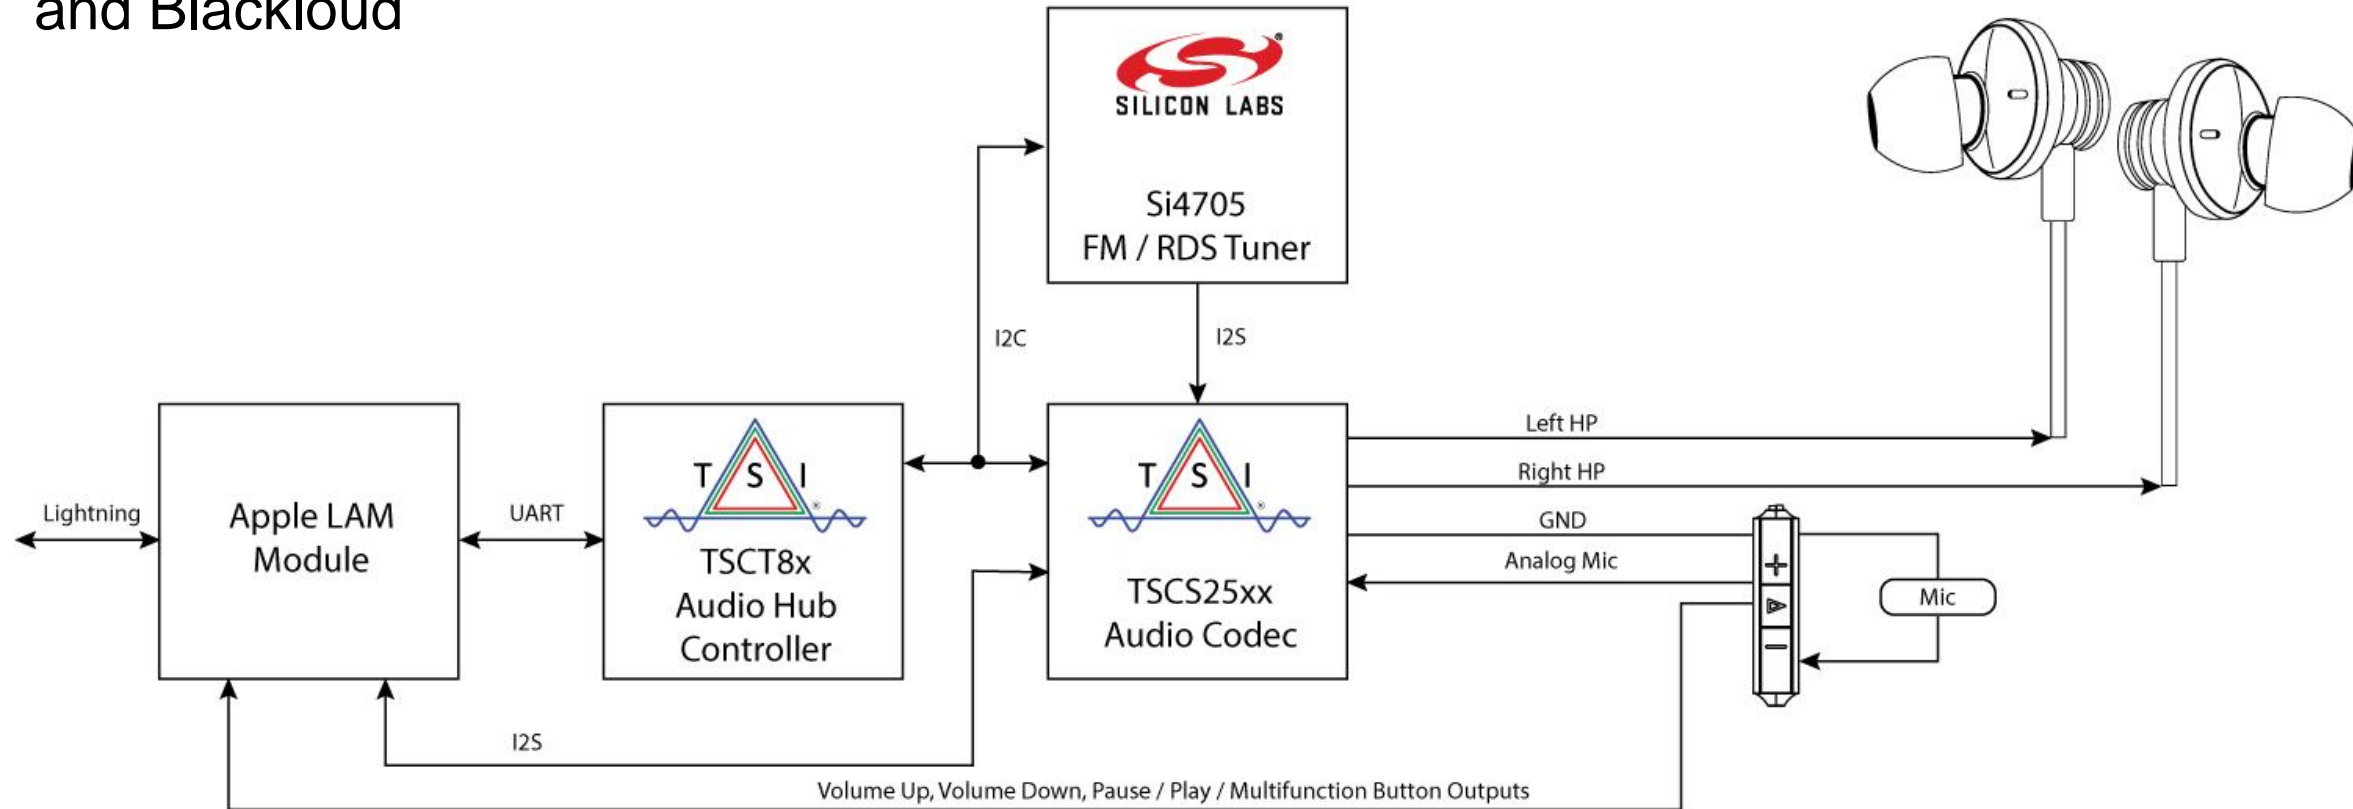 and Blackloud
SILICON LABS
Si4705
FM / RDS Tuner
I2C
I2S
Left HP
Right HP
GND
Analog Mic
Mic
Lightning
Apple LAM
Module
UART
T S I
TSCT8x
Audio Hub
Controller
T S I
TSCS25xx
Audio Codec
+
−
I2S
Volume Up, Volume Down, Pause / Play / Multifunction Button Outputs